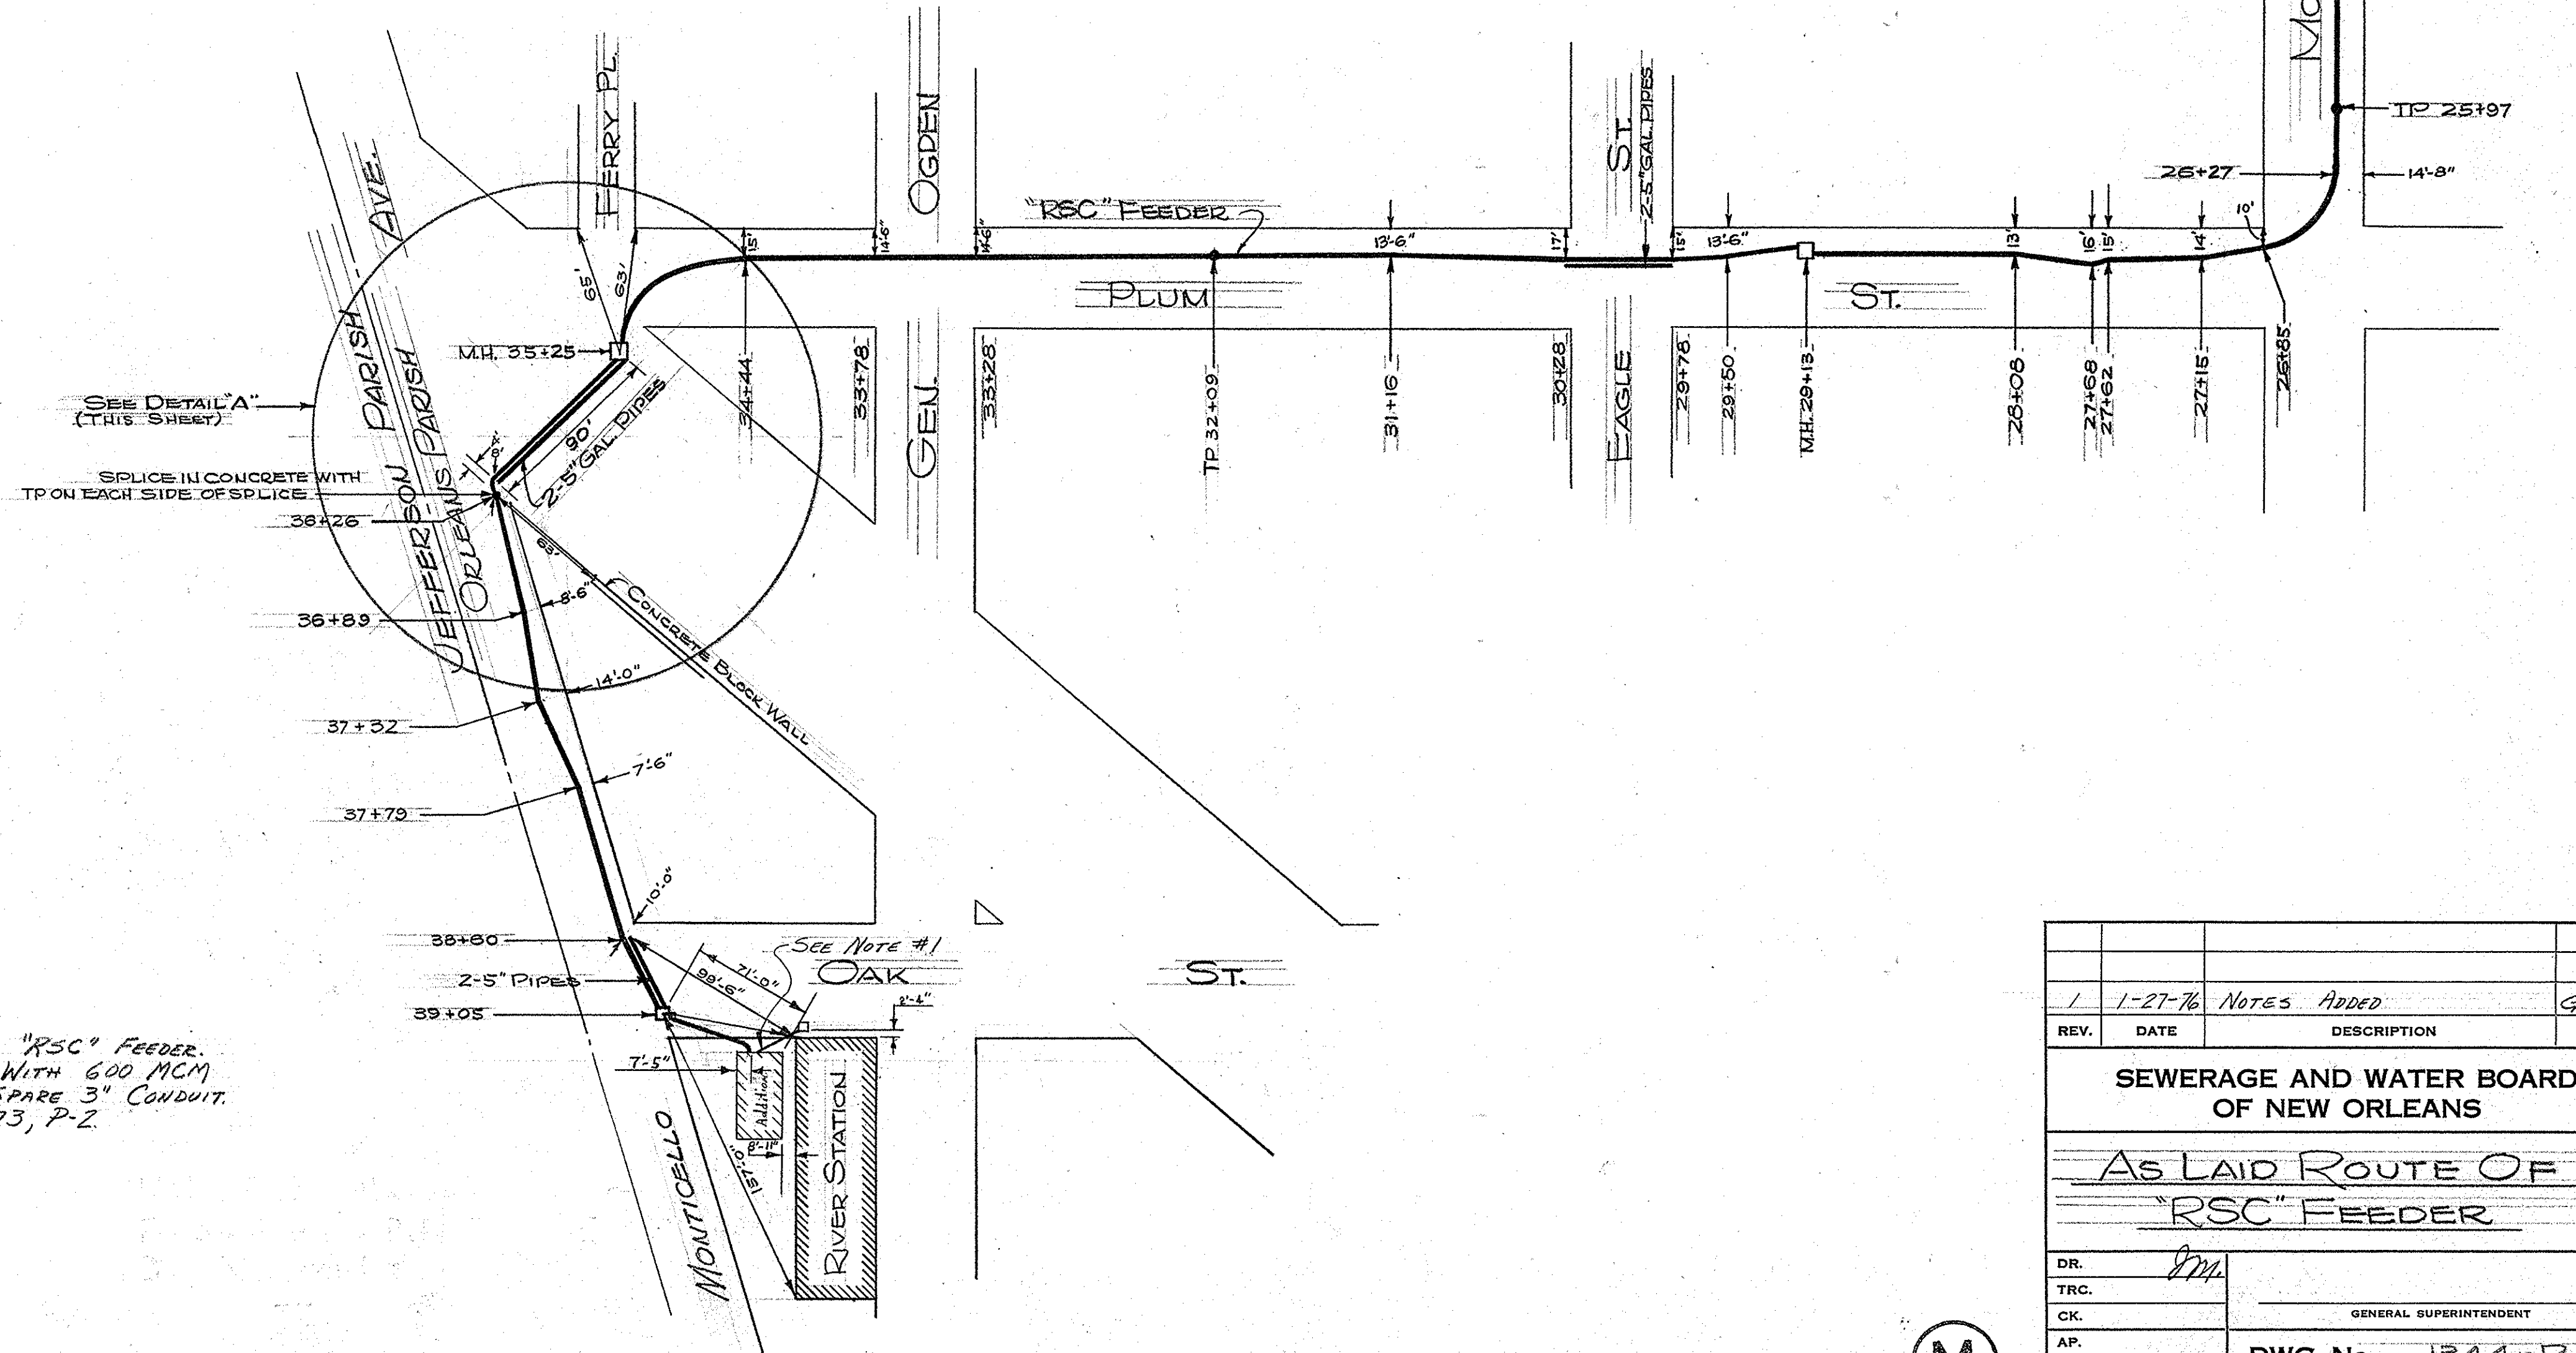 FERRY PL.
OGDEN
ST.
2-5" GAL. PIPES
TP 25+97
26+27
14'-8"
10'
"RSC" FEEDER
15'
14'-6"
14'-6"
13'-6"
17'
15'
13'-6"
13'
16'
15'
14'
65'
63'
PLUM
ST.
AVE.
PARISH
PARISH
JEFFERSON
ORLEANS
M.H. 35+25
SEE DETAIL "A"
(THIS SHEET)
90'
2-5" GAL. PIPES
4'
8'
34+44
33+78
GEN.
33+28
TP 32+09
31+16
30+28
EAGLE
29+78
29+50
M.H. 29+13
28+08
27+68
27+62
27+15
26+85
SPLICE IN CONCRETE WITH
TP ON EACH SIDE OF SPLICE
36+26
63'
8'-6"
CONCRETE BLOCK WALL
36+89
14'-0"
37+32
7'-6"
37+79
10'-0"
38+60
SEE NOTE #1
71'-0"
99'-6"
OAK
ST.
2-5" PIPES
39+05
2'-4"
"RSC" FEEDER.
WITH 600 MCM
SPARE 3" CONDUIT.
73, P-2
7'-5"
Addition
8'-11"
157'-0"
MONTICELLO
RIVER STATION
1 1-27-76 NOTES ADDED
REV. DATE DESCRIPTION
SEWERAGE AND WATER BOARD
OF NEW ORLEANS
AS LAID ROUTE OF
"RSC" FEEDER
DR. JM.
TRC.
CK.
GENERAL SUPERINTENDENT
AP.